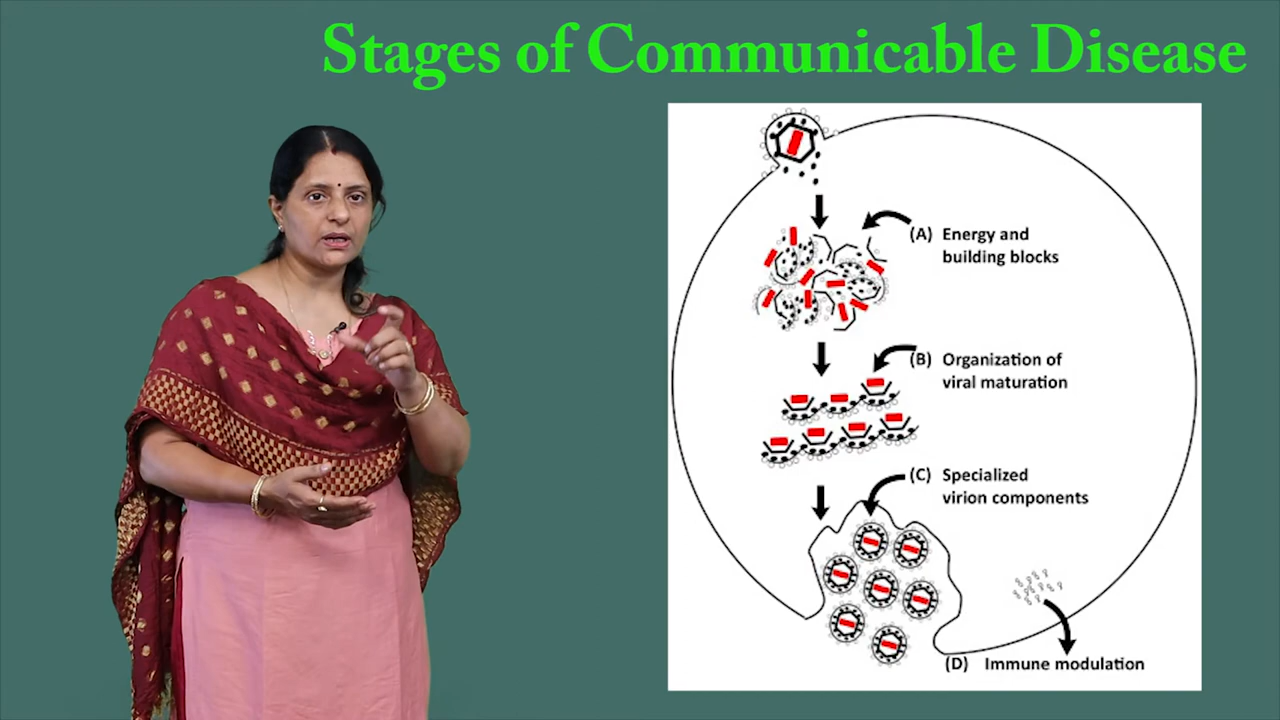 Stages of Communicable Disease
(A) Energy and
building blocks
(B) Organization of
viral maturation
(C) Specialized
virion components
(D) Immune modulation